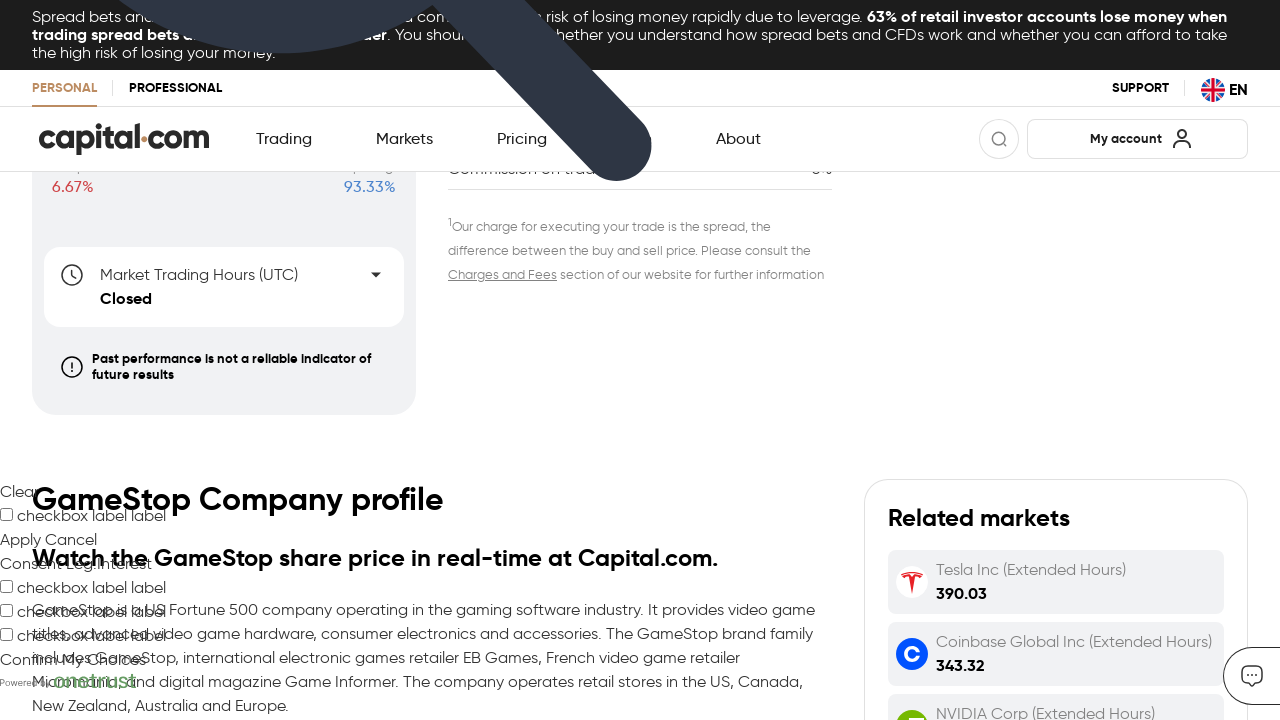 Spread bets and
risk of losing money rapidly due to leverage. 63% of retail investor accounts lose money when
trading spread bets
. You should
whether you understand how spread bets and CFDs work and whether you can afford to take
the high risk of losing your money.
PERSONAL
PROFESSIONAL
SUPPORT
EN
capital.com
Trading
Markets
Pricing
About
My account
6.67%
93.33%
Commission on
1Our charge for executing your trade is the spread, the
difference between the buy and sell price. Please consult the
Charges and Fees section of our website for further information
Market Trading Hours (UTC)
Closed
Past performance is not a reliable indicator of
future results
Clear
checkbox label label
Apply Cancel
Consent Leg.Interest
checkbox label label
checkbox label label
checkbox label label
Confirm My Choices
Powered by onetrust
GameStop Company profile
Watch the GameStop share price in real-time at Capital.com.
GameStop is a US Fortune 500 company operating in the gaming software industry. It provides video game
titles, advanced video game hardware, consumer electronics and accessories. The GameStop brand family
includes GameStop, international electronic games retailer EB Games, French video game retailer
Micromania, and digital magazine Game Informer. The company operates retail stores in the US, Canada,
New Zealand, Australia and Europe.
Related markets
Tesla Inc (Extended Hours)
390.03
Coinbase Global Inc (Extended Hours)
343.32
NVIDIA Corp (Extended Hours)